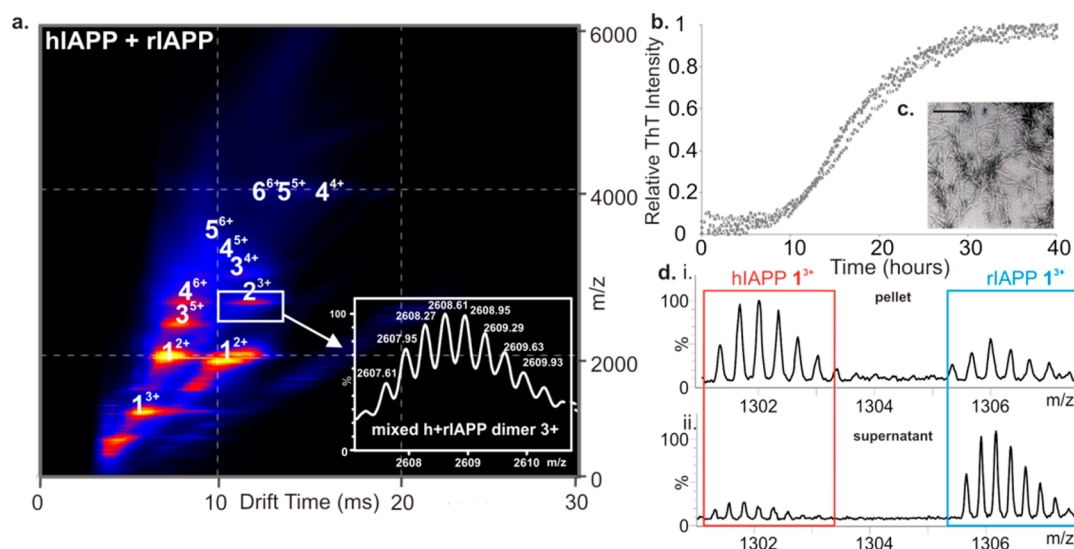 a.
hIAPP + rIAPP
6000
4000
2000
0
m/z
6⁶⁺ 5⁵⁺ 4⁴⁺
5⁶⁺
4⁵⁺
3⁴⁺
4⁶⁺ 2³⁺
3⁵⁺
1²⁺ 1²⁺
1³⁺
100
%
0
2607.61
2607.95
2608.27
2608.61
2608.95
2609.29
2609.63
2609.93
mixed h+rIAPP dimer 3+
2608 2609 2610 m/z
0 10 20 30
Drift Time (ms)
b.
Relative ThT Intensity
1
0.8
0.6
0.4
0.2
0
0 10 20 30 40
Time (hours)
c.
d. i. hIAPP 1³⁺ rIAPP 1³⁺
pellet
100
%
0
1302 1304 1306 m/z
ii.
supernatant
100
%
0
1302 1304 1306 m/z